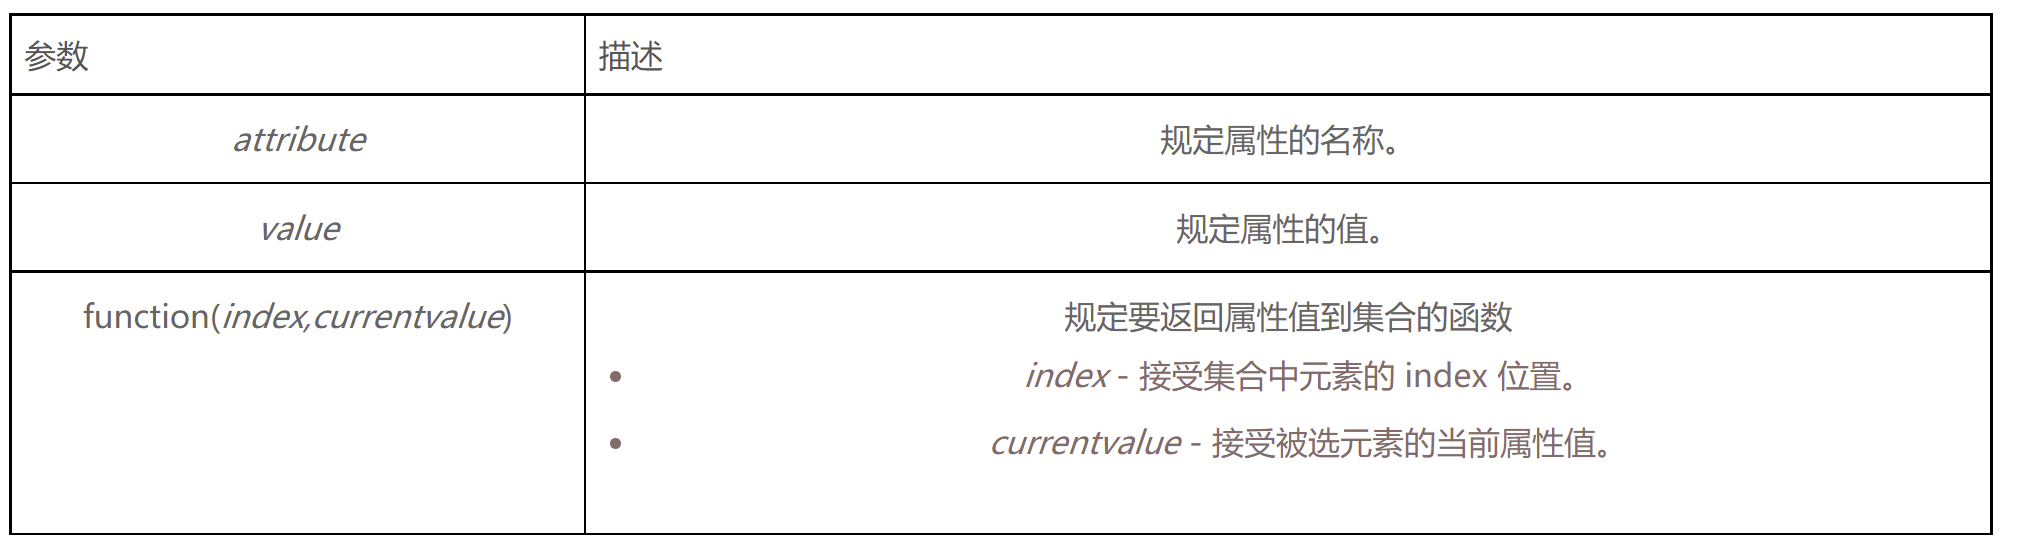 参数 描述
attribute 规定属性的名称。
value 规定属性的值。
function(index,currentvalue) 规定要返回属性值到集合的函数
• index - 接受集合中元素的 index 位置。
• currentvalue - 接受被选元素的当前属性值。